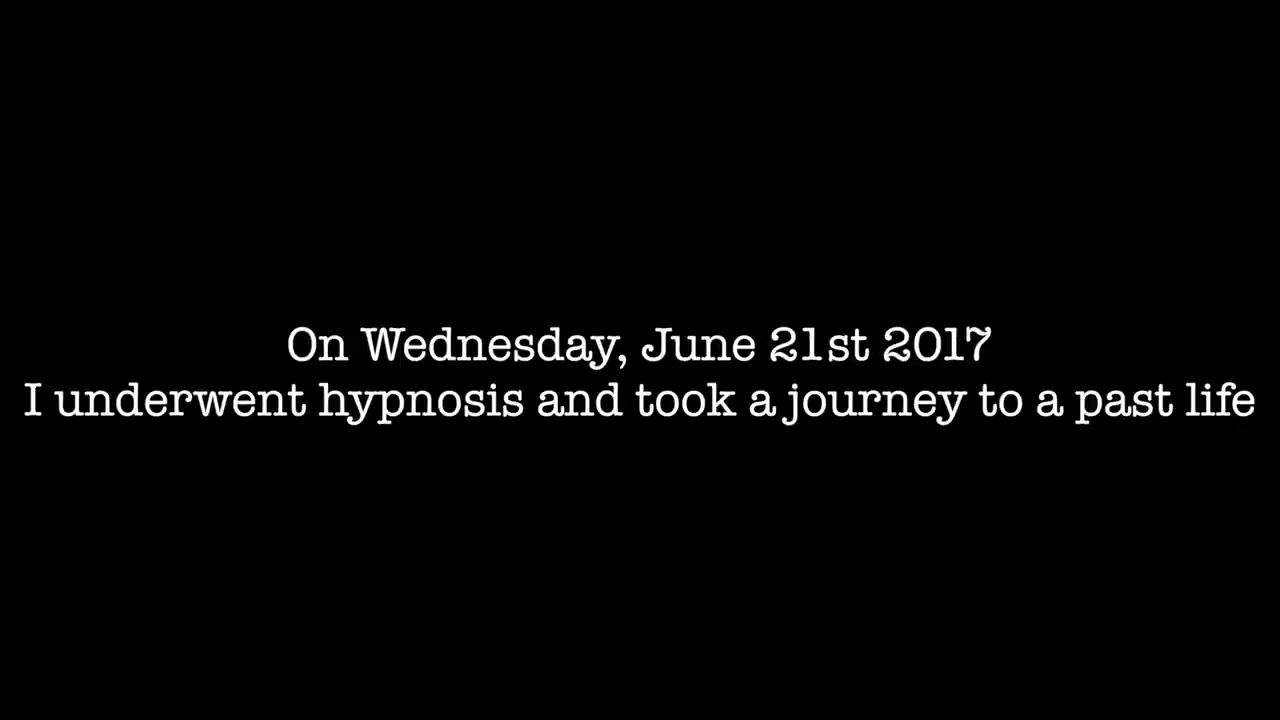 On Wednesday, June 21st 2017
I underwent hypnosis and took a journey to a past life